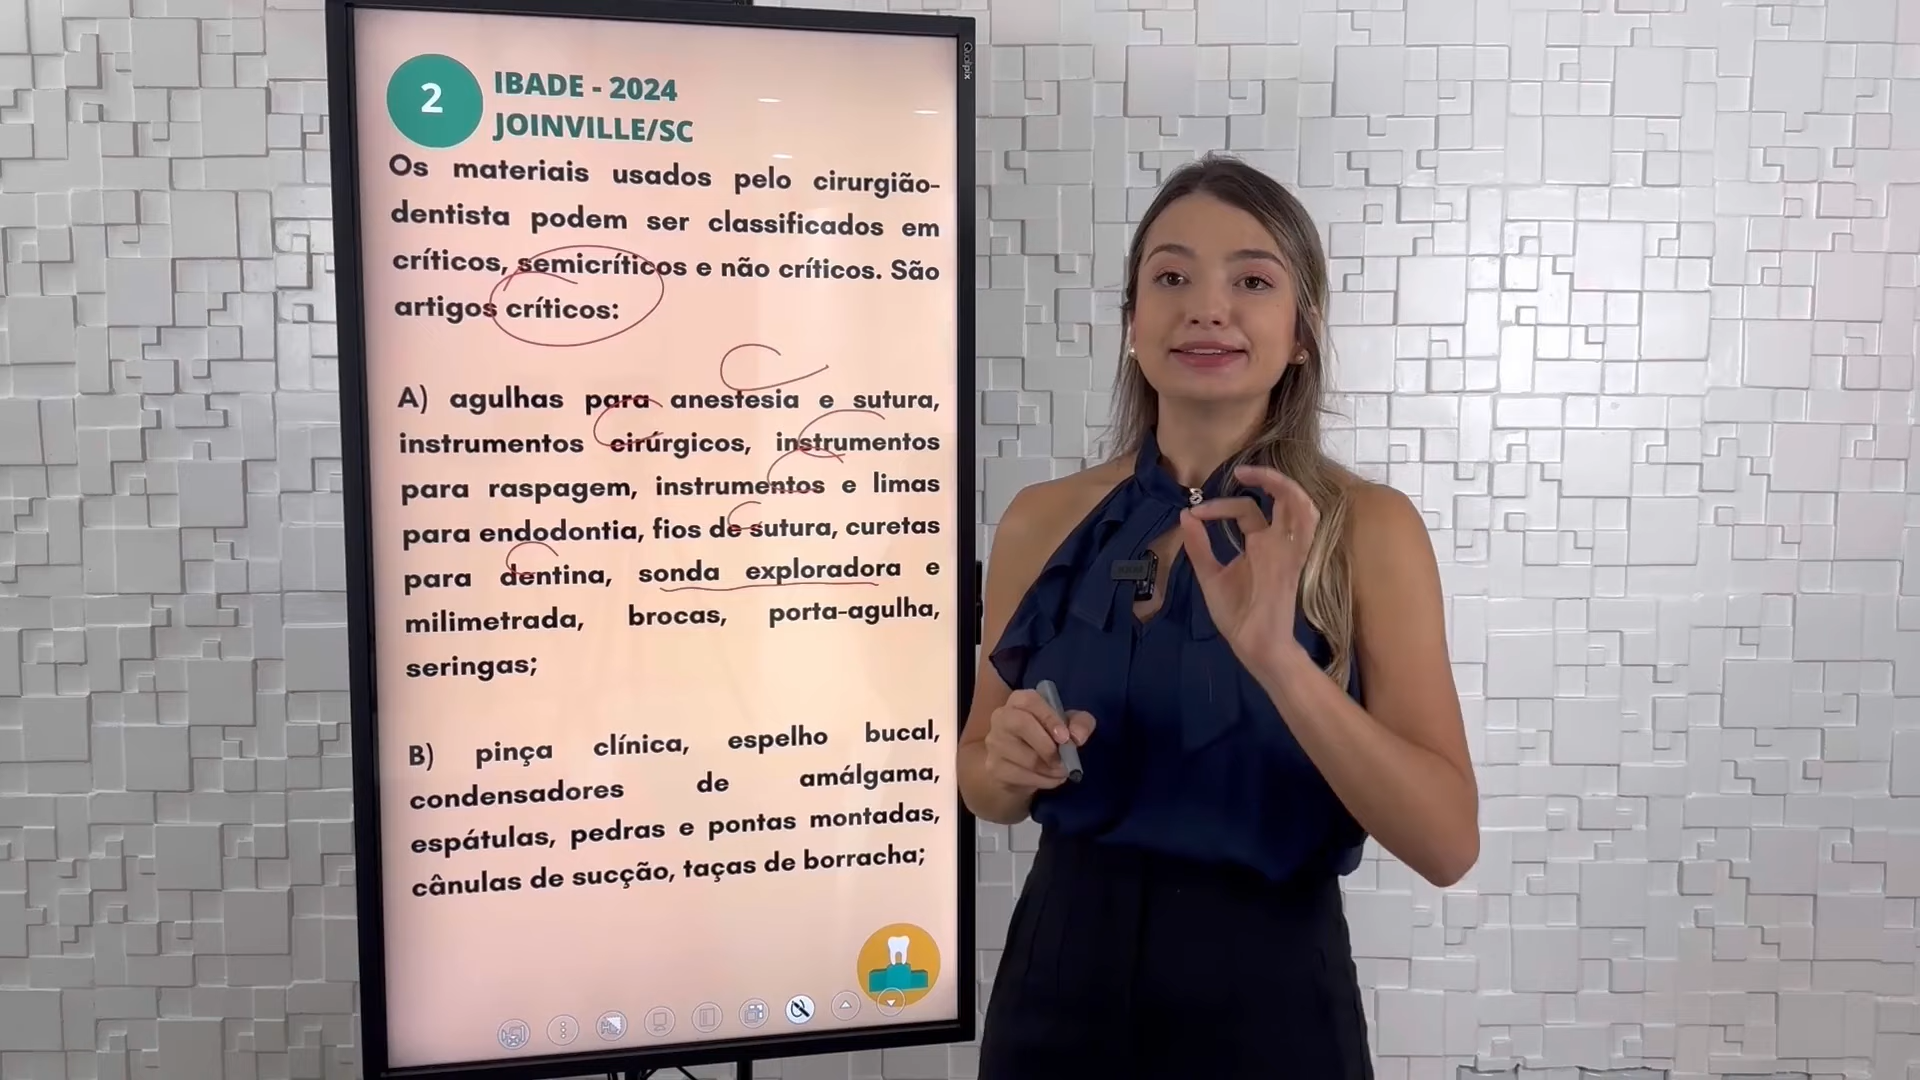 2
IBADE - 2024
JOINVILLE/SC
Os materiais usados pelo cirurgião-
dentista podem ser classificados em
críticos, semicríticos e não críticos. São
artigos críticos:
A) agulhas para anestesia e sutura,
instrumentos cirúrgicos, instrumentos
para raspagem, instrumentos e limas
para endodontia, fios de sutura, curetas
para dentina, sonda exploradora e
milimetrada, brocas, porta-agulha,
seringas;
B) pinça clínica, espelho bucal,
condensadores de amálgama,
espátulas, pedras e pontas montadas,
cânulas de sucção, taças de borracha;
Qualipix